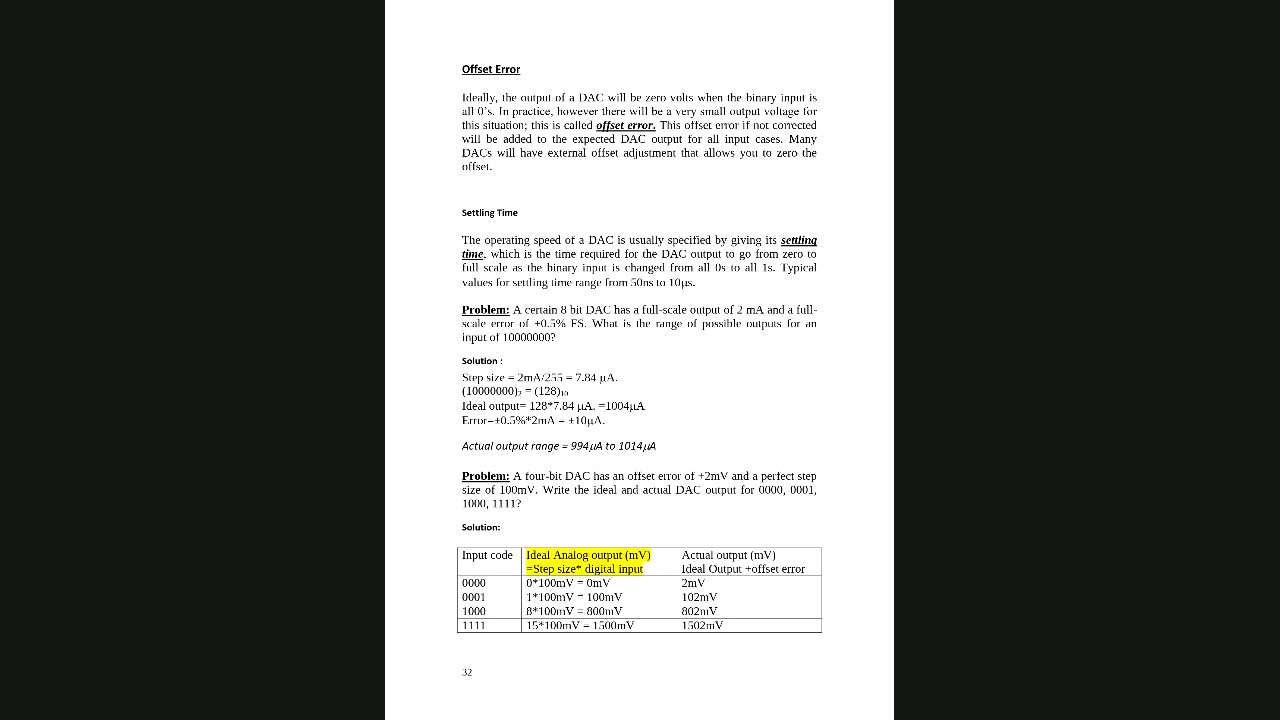 Offset Error
Ideally, the output of a DAC will be zero volts when the binary input is
all 0's. In practice, however there will be a very small output voltage for
this situation; this is called offset error. This offset error if not corrected
will be added to the expected DAC output for all input cases. Many
DACs will have external offset adjustment that allows you to zero the
offset.
Settling Time
The operating speed of a DAC is usually specified by giving its settling
time, which is the time required for the DAC output to go from zero to
full scale as the binary input is changed from all 0s to all 1s. Typical
values for settling time range from 50ns to 10μs.
Problem: A certain 8 bit DAC has a full-scale output of 2 mA and a full-
scale error of ±0.5% FS. What is the range of possible outputs for an
input of 10000000?
Solution :
Step size = 2mA/255 = 7.84 μA.
(10000000)₂ = (128)₁₀
Ideal output= 128*7.84 μA. =1004μA
Error=±0.5%*2mA = ±10μA.
Actual output range = 994μA to 1014μA
Problem: A four-bit DAC has an offset error of +2mV and a perfect step
size of 100mV. Write the ideal and actual DAC output for 0000, 0001,
1000, 1111?
Solution:
Input code Ideal Analog output (mV) Actual output (mV)
=Step size* digital input Ideal Output +offset error
0000 0*100mV = 0mV 2mV
0001 1*100mV = 100mV 102mV
1000 8*100mV = 800mV 802mV
1111 15*100mV = 1500mV 1502mV
32